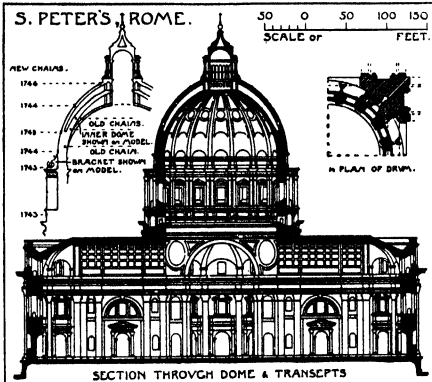 S. PETER'S, ROME.
50 0 50 100 150
SCALE OF FEET.
NEW CHAINS.
1744
1744
1743
OLD CHAINS.
INNER DOME
SHOWN ON MODEL.
OLD CHAIN.
1744
1743
BRACKET SHOWN
ON MODEL.
1743
¼ PLAN OF DRUM.
SECTION THROUGH DOME & TRANSEPTS